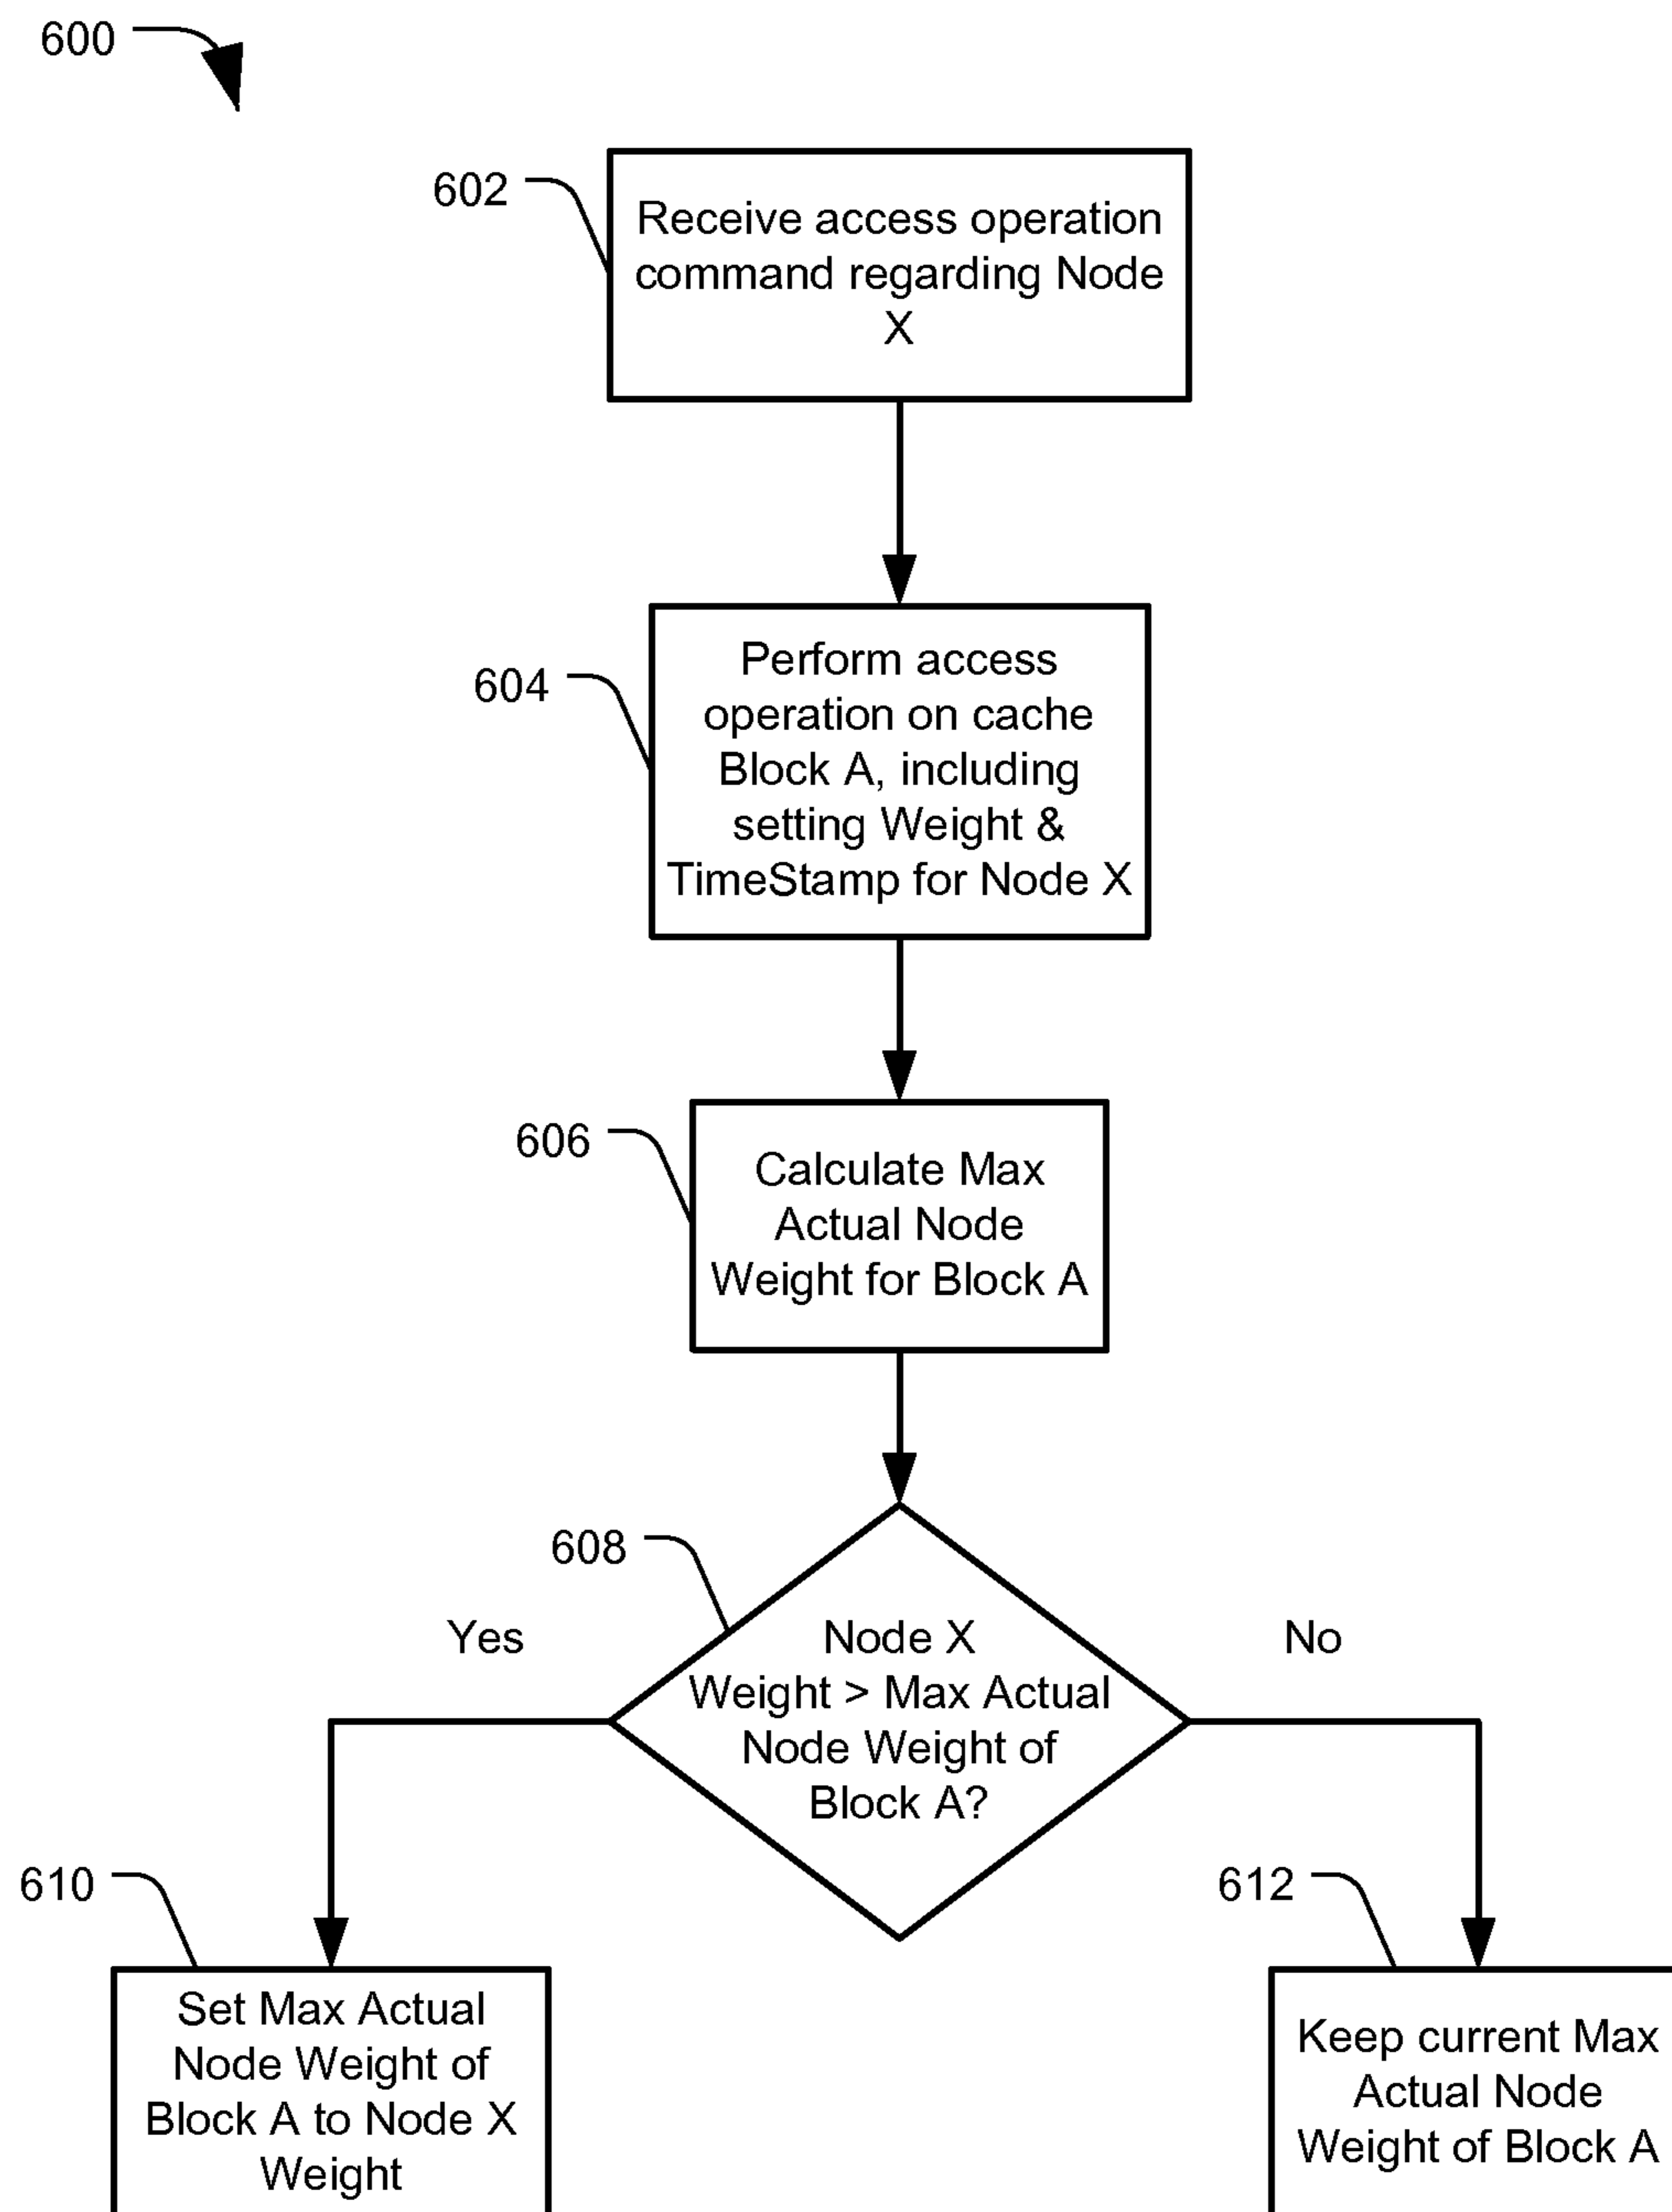 600
602
Receive access operation
command regarding Node
X
604
Perform access
operation on cache
Block A, including
setting Weight &
TimeStamp for Node X
606
Calculate Max
Actual Node
Weight for Block A
608
Yes
Node X
Weight > Max Actual
Node Weight of
Block A?
No
610
Set Max Actual
Node Weight of
Block A to Node X
Weight
612
Keep current Max
Actual Node
Weight of Block A